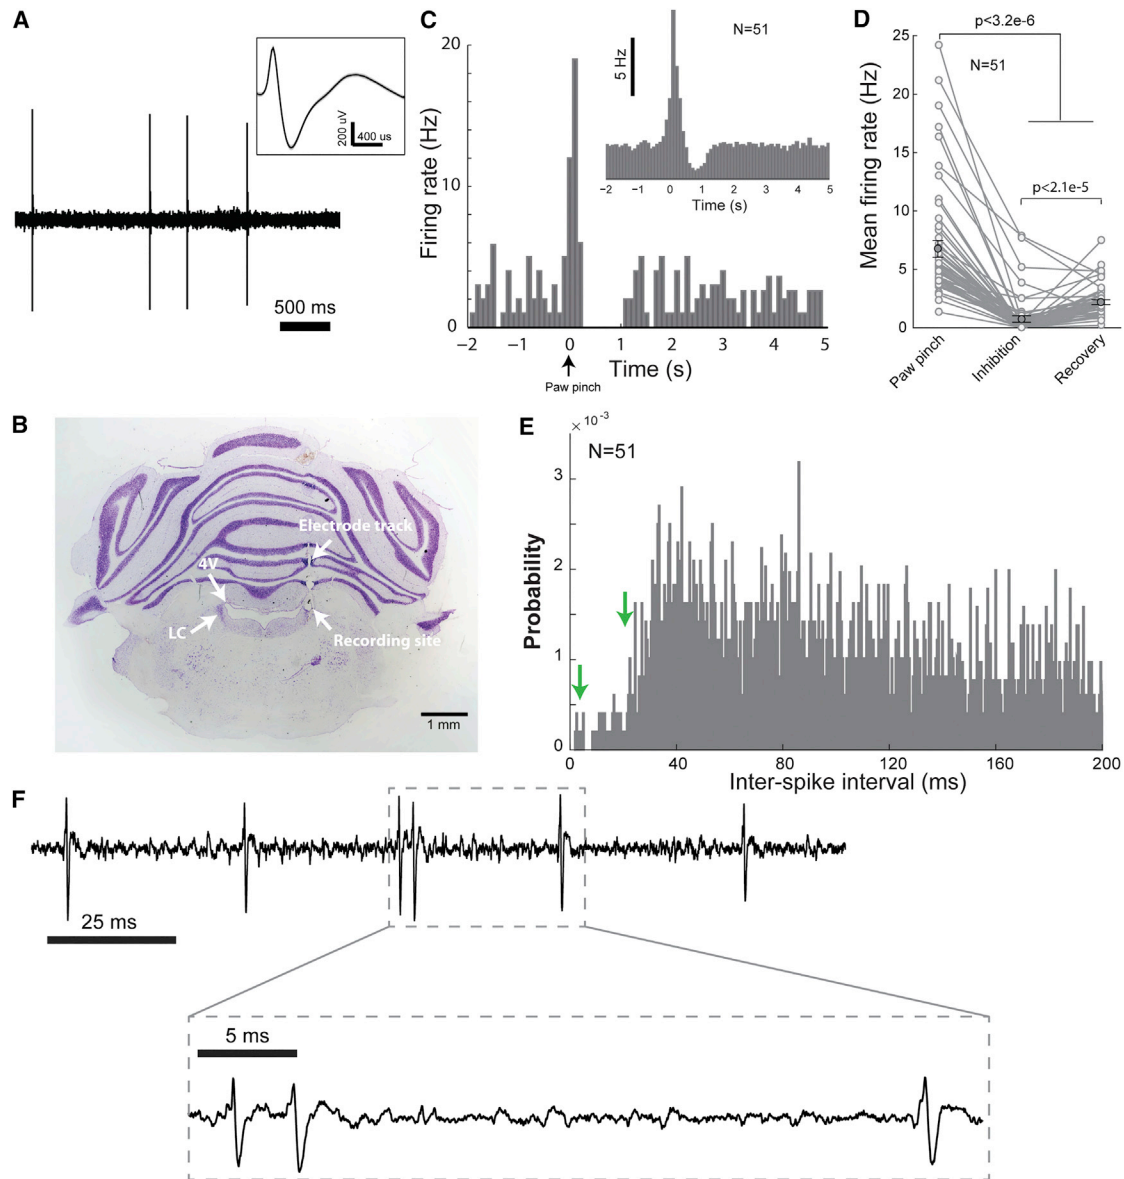 A
200 uV
400 us
500 ms
B
Electrode track
4V
LC
Recording site
1 mm
C
Firing rate (Hz)
20
10
0
−2
−1
0
1
2
3
4
5
Time (s)
Paw pinch
N=51
5 Hz
−2
−1
0
1
2
3
4
5
Time (s)
D
p<3.2e-6
N=51
p<2.1e-5
Mean firing rate (Hz)
25
20
15
10
5
0
Paw pinch
Inhibition
Recovery
E
× 10⁻³
N=51
Probability
3
2
1
0
0
40
80
120
160
200
Inter-spike interval (ms)
F
25 ms
5 ms